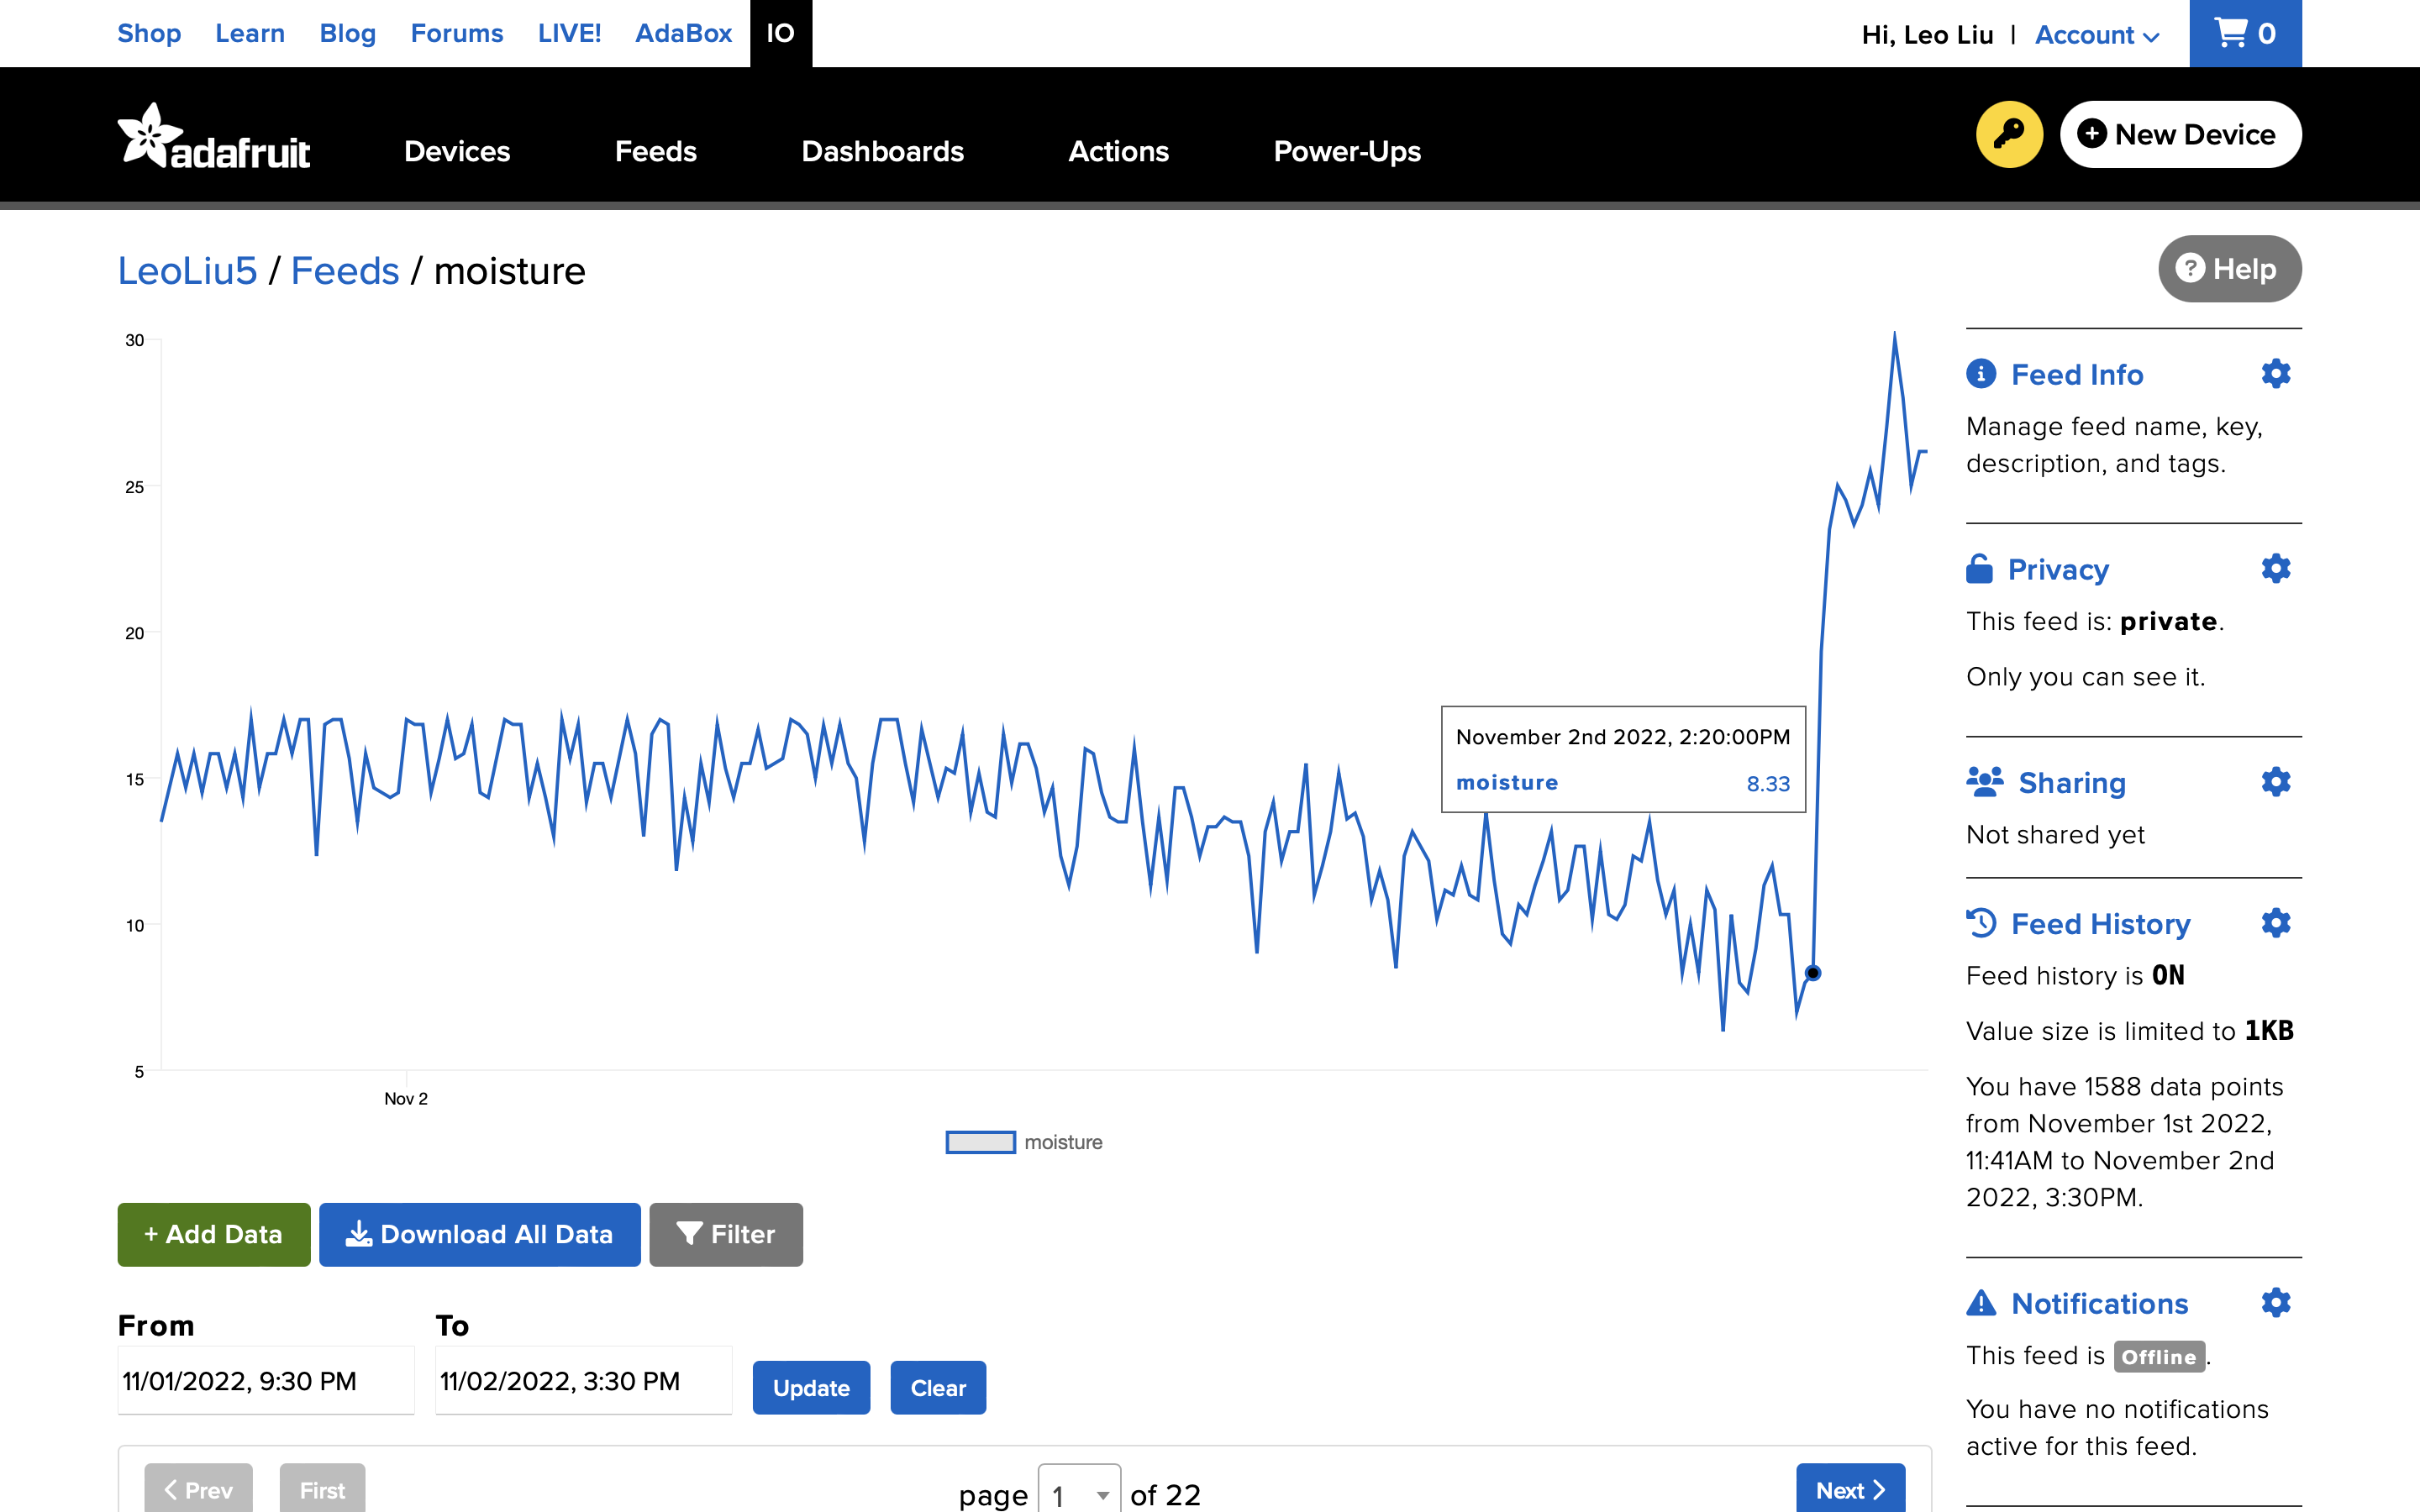 Shop Learn Blog Forums LIVE! AdaBox IO Hi, Leo Liu | Account 0
adafruit Devices Feeds Dashboards Actions Power-Ups New Device
LeoLiu5 / Feeds / moisture
Help
30
25
20
15
10
5
Nov 2
November 2nd 2022, 2:20:00PM
moisture 8.33
moisture
+ Add Data Download All Data Filter
From To
11/01/2022, 9:30 PM 11/02/2022, 3:30 PM Update Clear
Prev First page 1 of 22 Next
Feed Info
Manage feed name, key,
description, and tags.
Privacy
This feed is: private.
Only you can see it.
Sharing
Not shared yet
Feed History
Feed history is ON
Value size is limited to 1KB
You have 1588 data points
from November 1st 2022,
11:41AM to November 2nd
2022, 3:30PM.
Notifications
This feed is Offline.
You have no notifications
active for this feed.